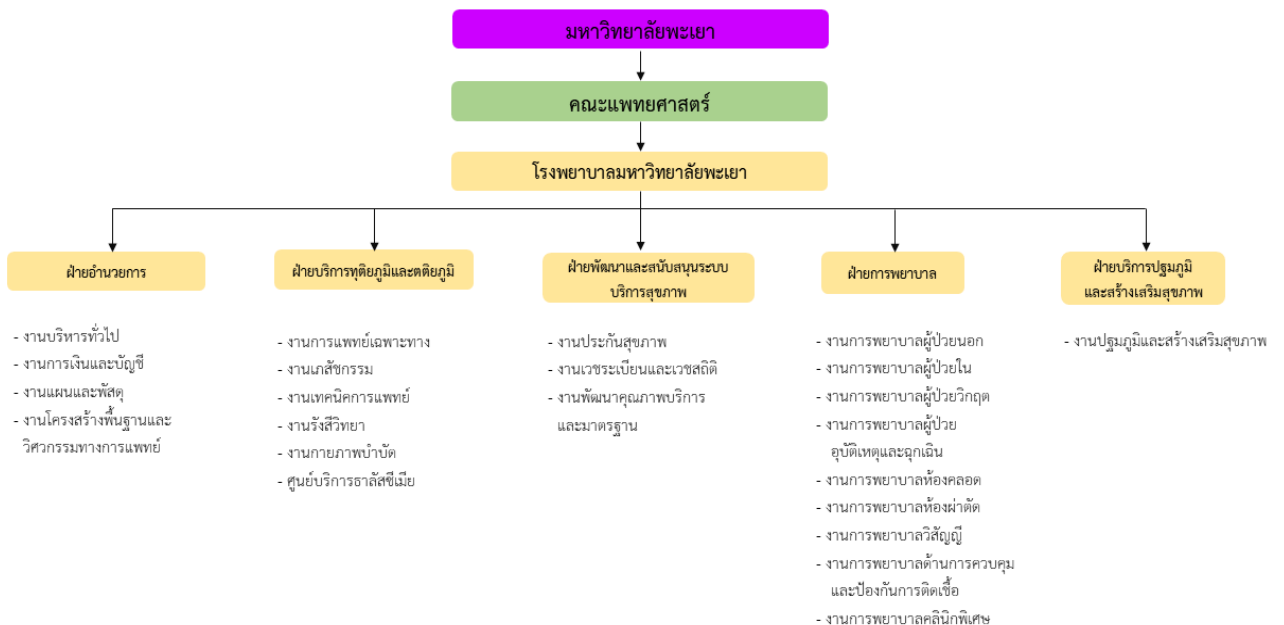 มหาวิทยาลัยพะเยา
คณะแพทยศาสตร์
โรงพยาบาลมหาวิทยาลัยพะเยา
ฝ่ายอำนวยการ
- งานบริหารทั่วไป
- งานการเงินและบัญชี
- งานแผนและพัสดุ
- งานโครงสร้างพื้นฐานและ
วิศวกรรมทางการแพทย์
ฝ่ายบริการทุติยภูมิและตติยภูมิ
- งานการแพทย์เฉพาะทาง
- งานเภสัชกรรม
- งานเทคนิคการแพทย์
- งานรังสีวิทยา
- งานกายภาพบำบัด
- ศูนย์บริการธาลัสซีเมีย
ฝ่ายพัฒนาและสนับสนุนระบบ
บริการสุขภาพ
- งานประกันสุขภาพ
- งานเวชระเบียนและเวชสถิติ
- งานพัฒนาคุณภาพบริการ
และมาตรฐาน
ฝ่ายการพยาบาล
- งานการพยาบาลผู้ป่วยนอก
- งานการพยาบาลผู้ป่วยใน
- งานการพยาบาลผู้ป่วยวิกฤต
- งานการพยาบาลผู้ป่วย
อุบัติเหตุและฉุกเฉิน
- งานการพยาบาลห้องคลอด
- งานการพยาบาลห้องผ่าตัด
- งานการพยาบาลวิสัญญี
- งานการพยาบาลด้านการควบคุม
และป้องกันการติดเชื้อ
- งานการพยาบาลคลินิกพิเศษ
ฝ่ายบริการปฐมภูมิ
และสร้างเสริมสุขภาพ
- งานปฐมภูมิและสร้างเสริมสุขภาพ